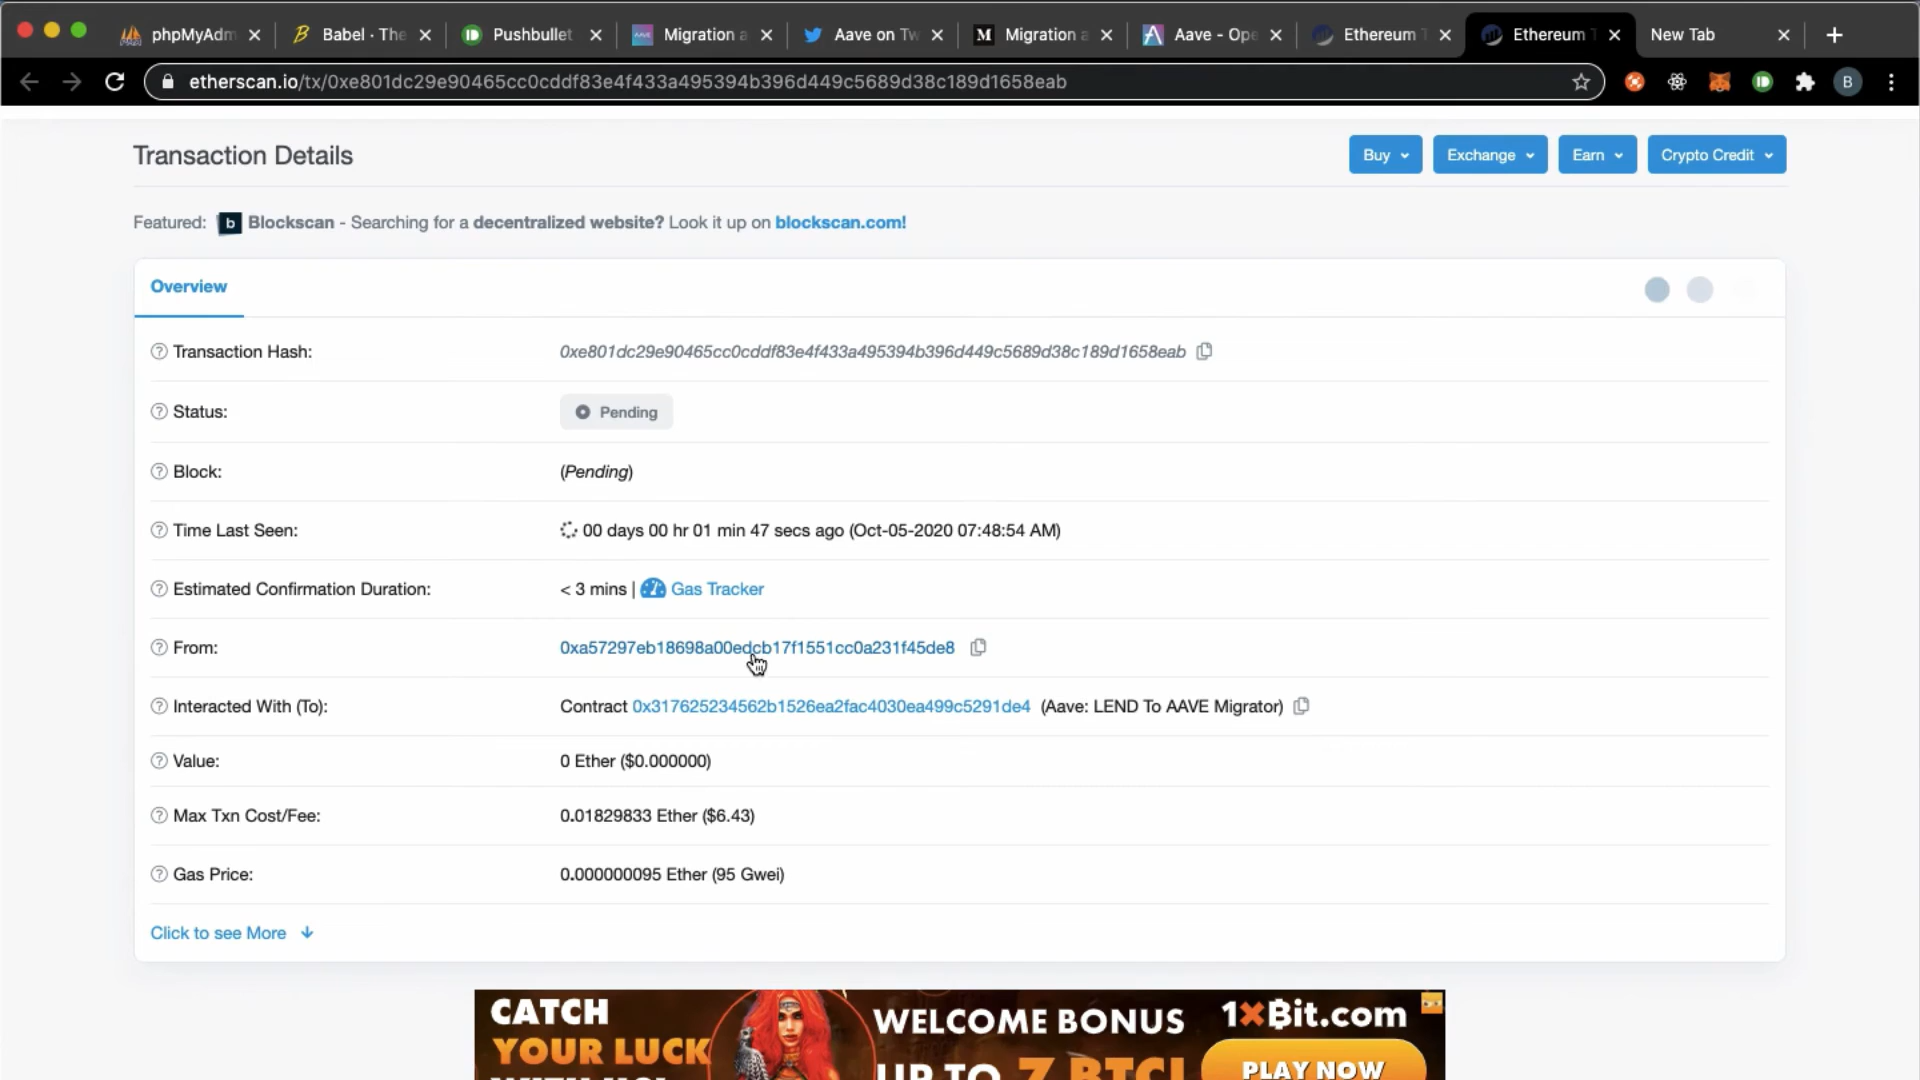 phpMyAdm
Babel · The
Pushbullet
Migration a
Aave on Tw
M Migration a
Aave - Ope
Ethereum T
Ethereum T
New Tab
etherscan.io/tx/0xe801dc29e90465cc0cddf83e4f433a495394b396d449c5689d38c189d1658eab
B
Transaction Details
Buy
Exchange
Earn
Crypto Credit
Featured: b Blockscan - Searching for a decentralized website? Look it up on blockscan.com!
Overview
Transaction Hash: 0xe801dc29e90465cc0cddf83e4f433a495394b396d449c5689d38c189d1658eab
Status: Pending
Block: (Pending)
Time Last Seen: 00 days 00 hr 01 min 47 secs ago (Oct-05-2020 07:48:54 AM)
Estimated Confirmation Duration: < 3 mins | Gas Tracker
From: 0xa57297eb18698a00edcb17f1551cc0a231f45de8
Interacted With (To): Contract 0x317625234562b1526ea2fac4030ea499c5291de4 (Aave: LEND To AAVE Migrator)
Value: 0 Ether ($0.000000)
Max Txn Cost/Fee: 0.01829833 Ether ($6.43)
Gas Price: 0.000000095 Ether (95 Gwei)
Click to see More
CATCH
YOUR LUCK
WELCOME BONUS
UP TO 7 BTC!
1xBit.com
PLAY NOW